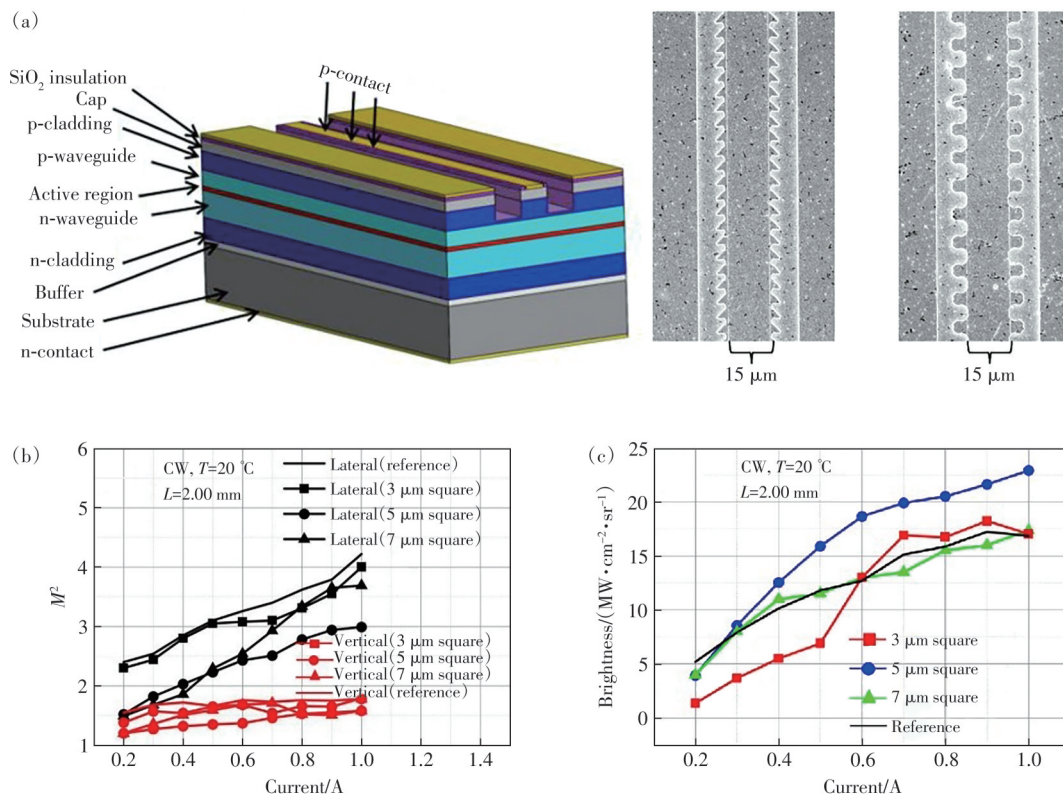 (a)
p-contact
SiO₂ insulation
Cap
p-cladding
p-waveguide
Active region
n-waveguide
n-cladding
Buffer
Substrate
n-contact
15 μm
15 μm
(b)
6
5
4
3
2
1
M²
CW, T=20 ℃
L=2.00 mm
Lateral(reference)
Lateral(3 μm square)
Lateral(5 μm square)
Lateral(7 μm square)
Vertical(3 μm square)
Vertical(5 μm square)
Vertical(7 μm square)
Vertical(reference)
0.2 0.4 0.6 0.8 1.0 1.2 1.4
Current/A
(c)
25
20
15
10
5
0
Brightness/(MW·cm⁻²·sr⁻¹)
CW, T=20 ℃
L=2.00 mm
3 μm square
5 μm square
7 μm square
Reference
0.2 0.4 0.6 0.8 1.0
Current/A